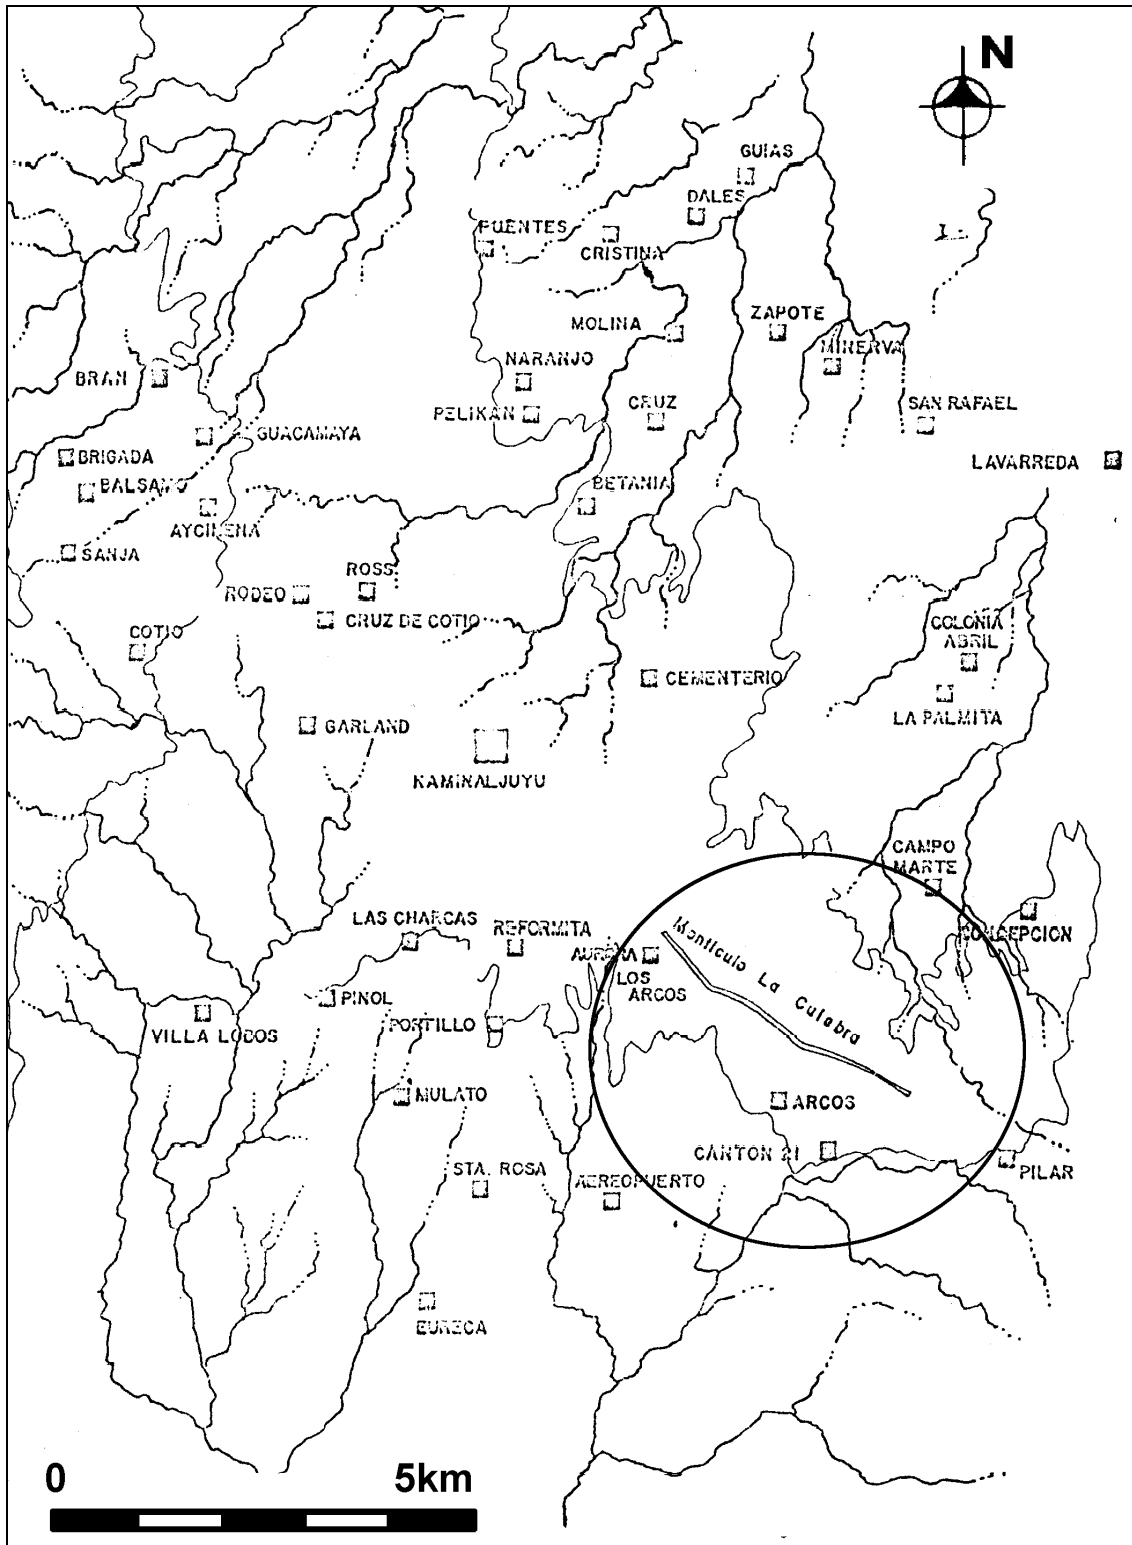 N
GUIAS
DALES
FUENTES
CRISTINA
ZAPOTE
MOLINA
MINERVA
NARANJO
BRAN
PELIKAN
CRUZ
SAN RAFAEL
GUACAMAYA
BRIGADA
LAVARREDA
BALSAMO
BETANIA
AYCINENA
SANJA
ROSS
RODEO
CRUZ DE COTIO
COTIO
COLONIA
ABRIL
CEMENTERIO
LA PALMITA
GARLAND
KAMINALJUYU
CAMPO
MARTE
LAS CHARCAS
REFORMITA
Monticulo La Culebra
CONCEPCION
AURORA
LOS
ARCOS
PINOL
PORTILLO
VILLA LOBOS
MULATO
ARCOS
CANTON 21
PILAR
STA. ROSA
AEREOPUERTO
EURECA
0
5km